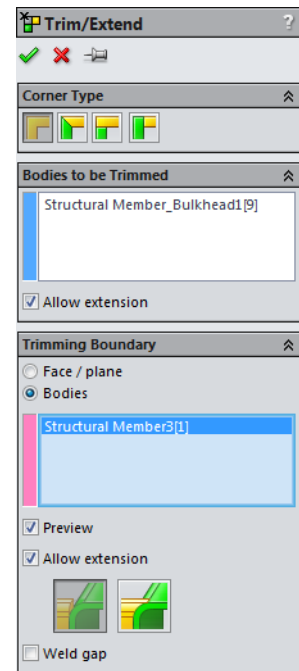 Trim/Extend ?
Corner Type
Bodies to be Trimmed
Structural Member_Bulkhead1[9]
Allow extension
Trimming Boundary
Face / plane
Bodies
Structural Member3[1]
Preview
Allow extension
Weld gap